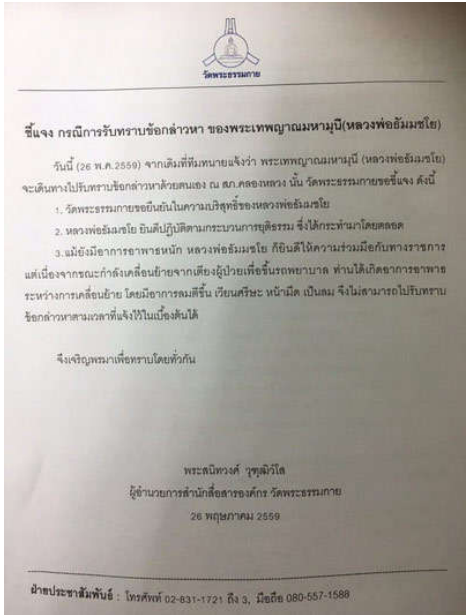 วัดพระธรรมกาย
ชี้แจง กรณีการรับทราบข้อกล่าวหา ของพระเทพญาณมหามุนี(หลวงพ่อธัมมชโย)
วันนี้ (26 พ.ค.2559) จากเดิมที่ทีมทนายแจ้งว่า พระเทพญาณมหามุนี (หลวงพ่อธัมมชโย)
จะเดินทางไปรับทราบข้อกล่าวหาด้วยตนเอง ณ สภ.คลองหลวง นั้น วัดพระธรรมกายขอชี้แจง ดังนี้
1. วัดพระธรรมกายขอยืนยันในความบริสุทธิ์ของหลวงพ่อธัมมชโย
2. หลวงพ่อธัมมชโย ยินดีปฏิบัติตามกระบวนการยุติธรรม ซึ่งได้กระทำมาโดยตลอด
3.แม้ยังมีอาการอาพาธหนัก หลวงพ่อธัมมชโย ก็ยินดีให้ความร่วมมือกับทางราชการ
แต่เนื่องจากขณะกำลังเคลื่อนย้ายจากเตียงผู้ป่วยเพื่อขึ้นรถพยาบาล ท่านได้เกิดอาการอาพาธ
ระหว่างการเคลื่อนย้าย โดยมีอาการลมตีขึ้น เวียนศรีษะ หน้ามืด เป็นลม จึงไม่สามารถไปรับทราบ
ข้อกล่าวหาตามเวลาที่แจ้งไว้ในเบื้องต้นได้
จึงเจริญพรมาเพื่อทราบโดยทั่วกัน
พระสนิทวงศ์ วุฑฺฒิวํโส
ผู้อำนวยการสำนักสื่อสารองค์กร วัดพระธรรมกาย
26 พฤษภาคม 2559
ฝ่ายประชาสัมพันธ์ : โทรศัพท์ 02-831-1721 ถึง 3, มือถือ 080-557-1588